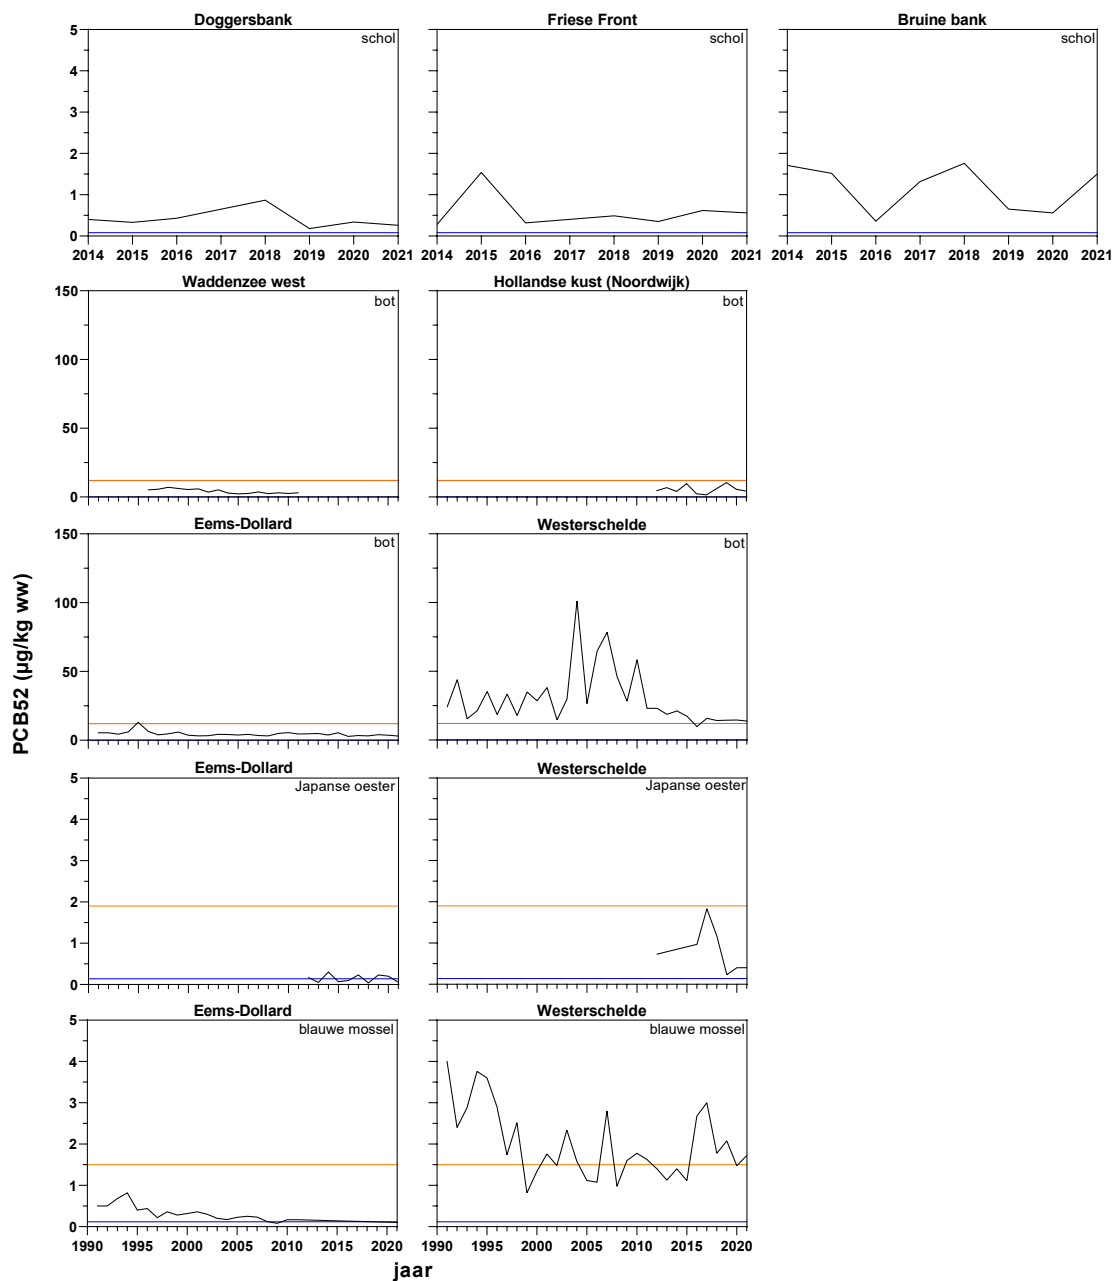 Doggersbank Friese Front Bruine bank
5 schol schol schol
4
3
2
1
0
2014 2015 2016 2017 2018 2019 2020 2021 2014 2015 2016 2017 2018 2019 2020 2021 2014 2015 2016 2017 2018 2019 2020 2021
Waddenzee west Hollandse kust (Noordwijk)
150 bot bot
100
50
0
Eems-Dollard Westerschelde
150 bot bot
100
50
0
PCB52 (µg/kg ww)
Eems-Dollard Westerschelde
5 Japanse oester Japanse oester
4
3
2
1
0
Eems-Dollard Westerschelde
5 blauwe mossel blauwe mossel
4
3
2
1
0
1990 1995 2000 2005 2010 2015 2020 1990 1995 2000 2005 2010 2015 2020
jaar